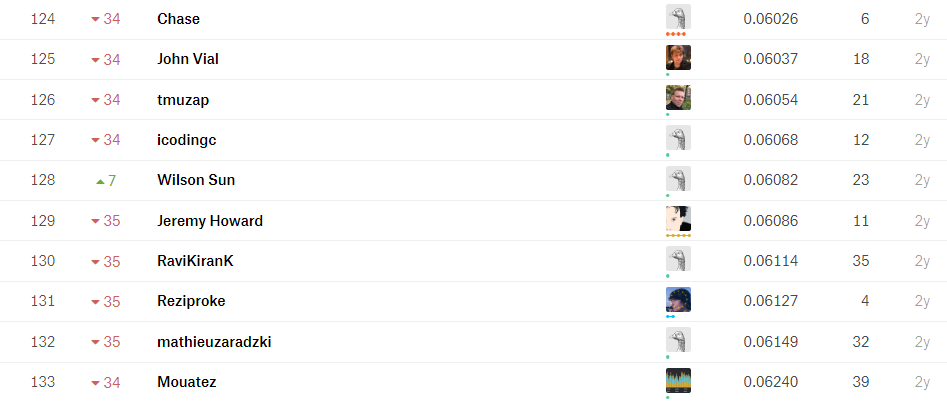 124 34 Chase 0.06026 6 2y
125 34 John Vial 0.06037 18 2y
126 34 tmuzap 0.06054 21 2y
127 34 icodingc 0.06068 12 2y
128 7 Wilson Sun 0.06082 23 2y
129 35 Jeremy Howard 0.06086 11 2y
130 35 RaviKiranK 0.06114 35 2y
131 35 Reziproke 0.06127 4 2y
132 35 mathieuzaradzki 0.06149 32 2y
133 34 Mouatez 0.06240 39 2y